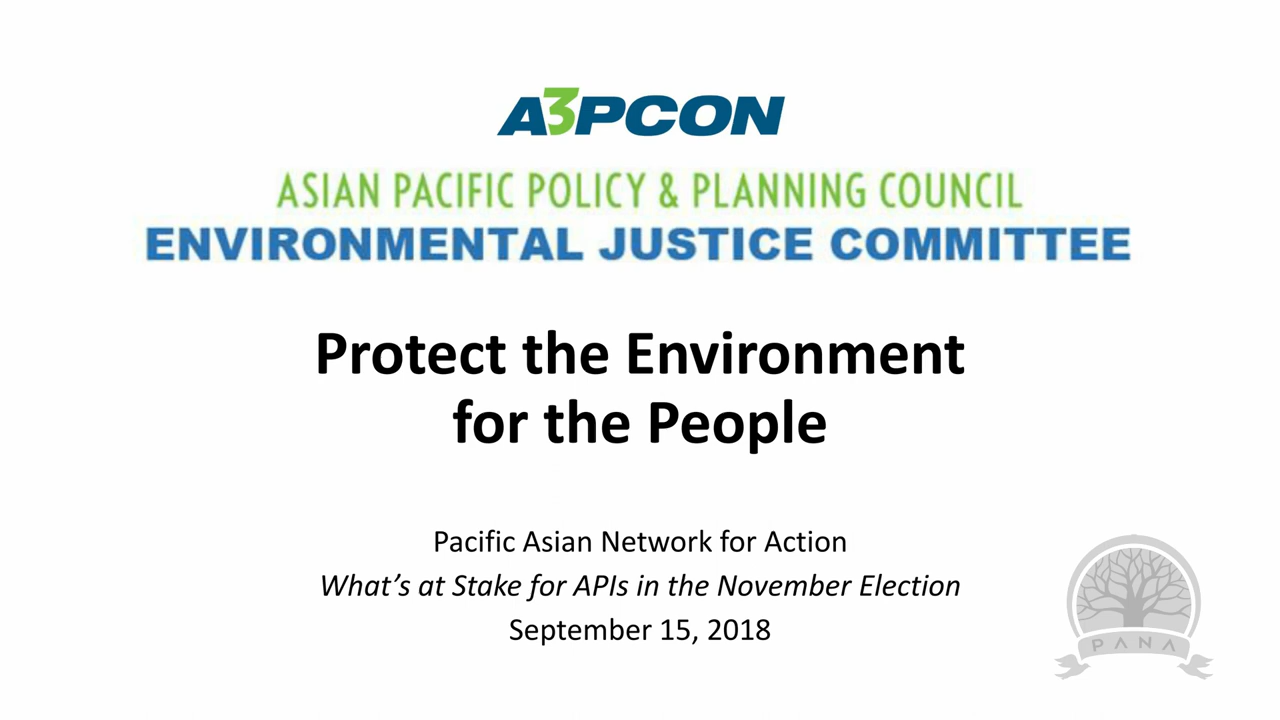 A3PCON
ASIAN PACIFIC POLICY & PLANNING COUNCIL
ENVIRONMENTAL JUSTICE COMMITTEE
Protect the Environment
for the People
Pacific Asian Network for Action
What’s at Stake for APIs in the November Election
September 15, 2018
PANA